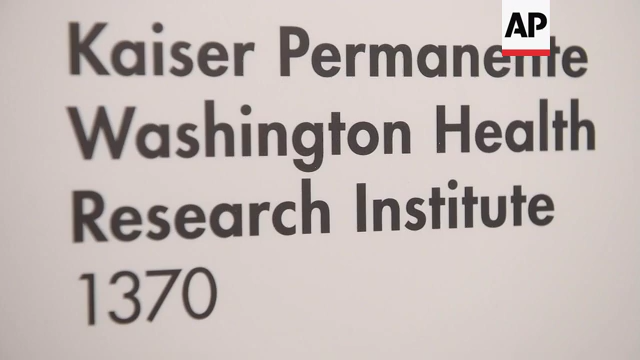 AP
Kaiser Permanente
Washington Health
Research Institute
1370